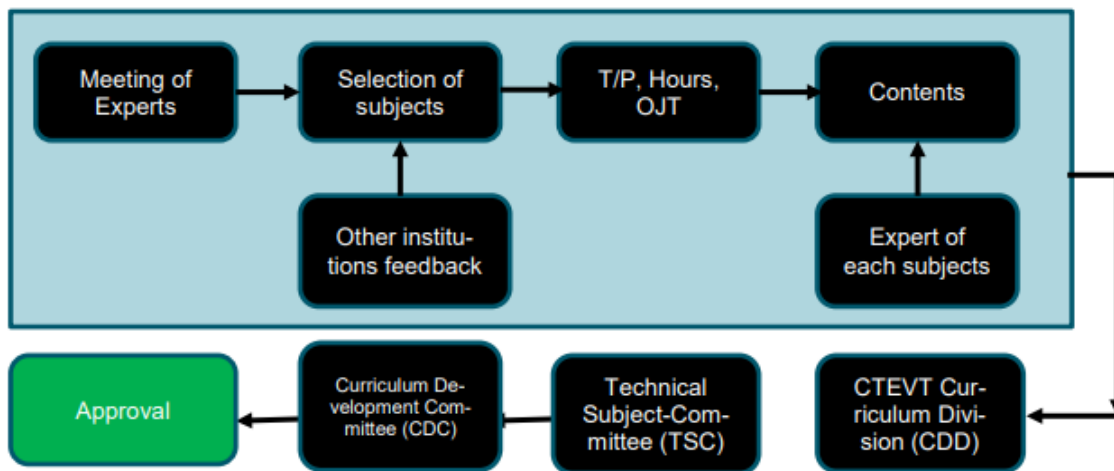 Meeting of
Experts
Selection of
subjects
T/P, Hours,
OJT
Contents
Other institu-
tions feedback
Expert of
each subjects
Approval
Curriculum De-
velopment Com-
mittee (CDC)
Technical
Subject-Com-
mittee (TSC)
CTEVT Cur-
riculum Divi-
sion (CDD)